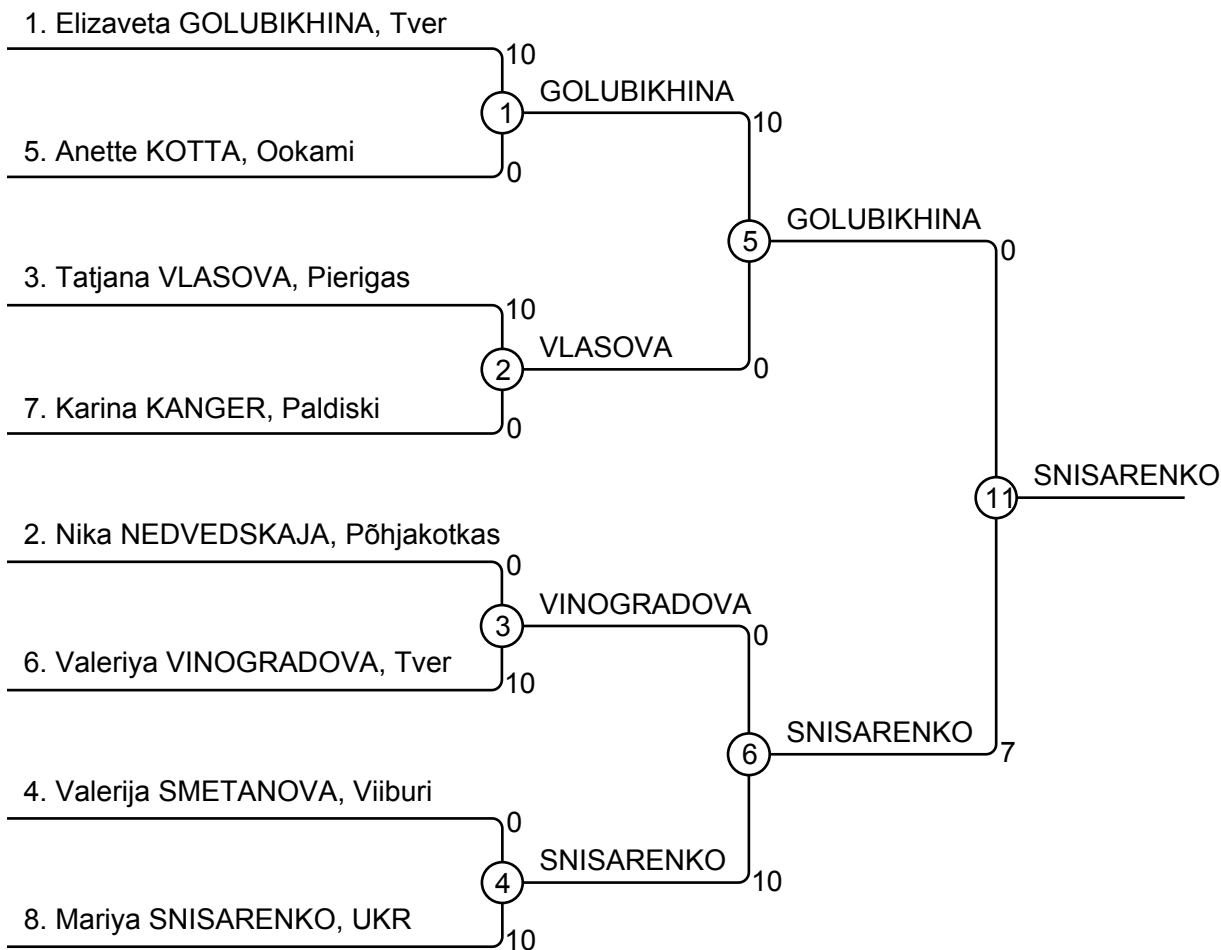 1. Elizaveta GOLUBIKHINA, Tver
10
GOLUBIKHINA
1
10
5. Anette KOTTA, Ookami
0
GOLUBIKHINA
5
0
3. Tatjana VLASOVA, Pierigas
10
VLASOVA
2
0
7. Karina KANGER, Paldiski
0
SNISARENKO
11
2. Nika NEDVEDSKAJA, Põhjakotkas
0
VINOGRADOVA
3
0
6. Valeriya VINOGRADOVA, Tver
10
SNISARENKO
6
7
4. Valerija SMETANOVA, Viiburi
0
SNISARENKO
4
10
8. Mariya SNISARENKO, UKR
10